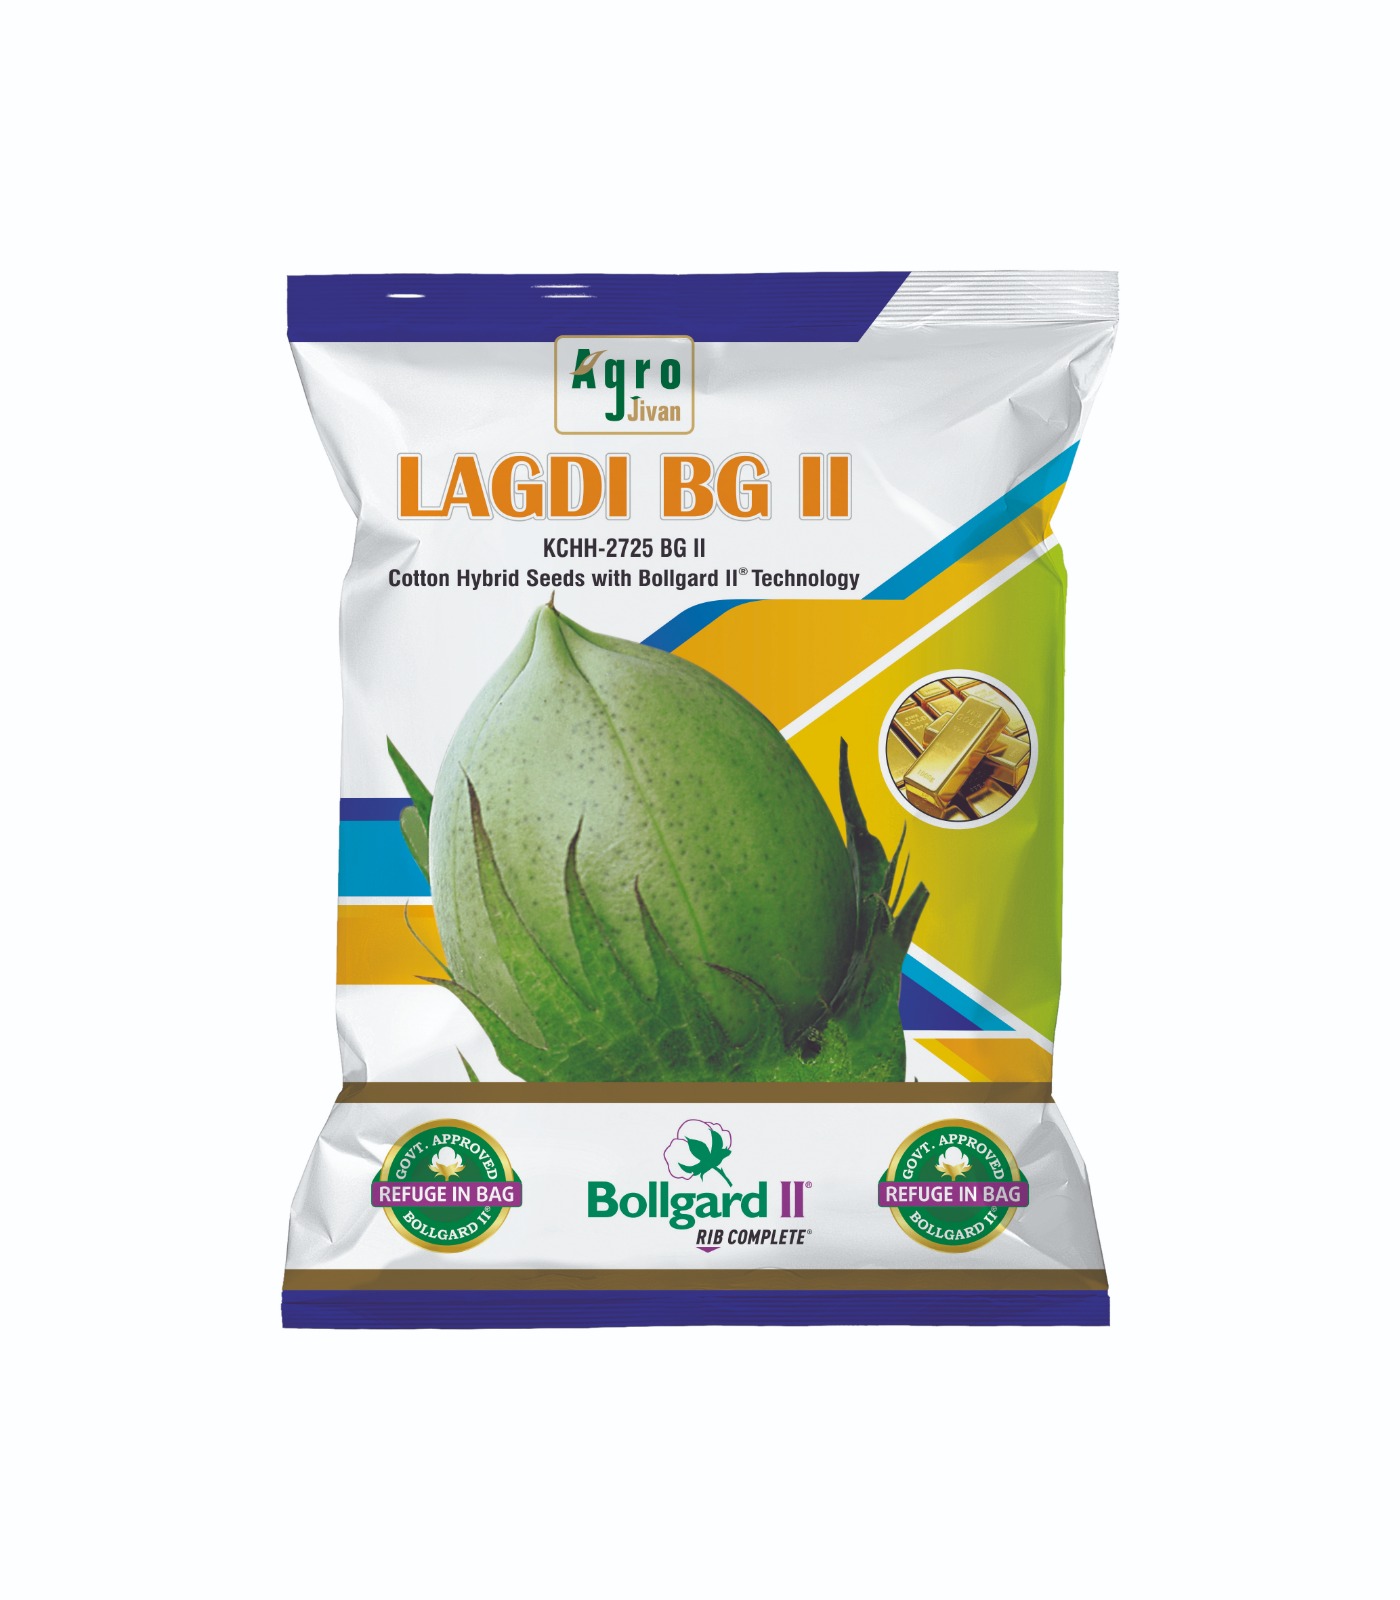 Agro
Jivan
LAGDI BG II
KCHH-2725 BG II
Cotton Hybrid Seeds with Bollgard II® Technology
GOVT. APPROVED
REFUGE IN BAG
BOLLGARD II®
Bollgard II®
RIB COMPLETE®
GOVT. APPROVED
REFUGE IN BAG
BOLLGARD II®